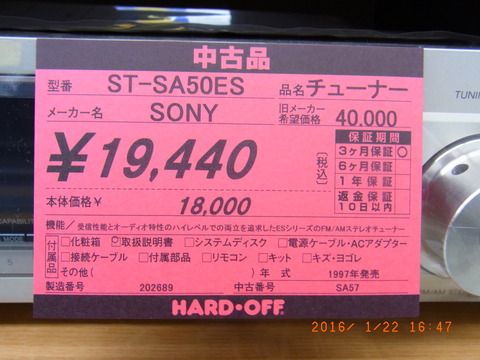 中古品
型番 ST-SA50ES 品名 チューナー
メーカー名 SONY 旧メーカー希望価格 40.000
￥19,440 [税込]
保証期間
3ヶ月保証 ○
6ヶ月保証
1年保証
返金保証
10日以内
本体価格￥ 18,000
機能／受信性能とオーディオ特性のハイレベルでの両立を追求したESシリーズのFM/AMステレオチューナー
付属品 □化粧箱 ☑取扱説明書 □システムディスク □電源ケーブル・ACアダプター
□接続ケーブル □付属部品 □リモコン □キット □キズ・ヨゴレ
その他( )年式 1997年発売
製造番号 202689 中古番号 SA57
HARD・OFF
TUNI
CAPABILI
MODE
5
FM/AM
2016/ 1/22 16:47